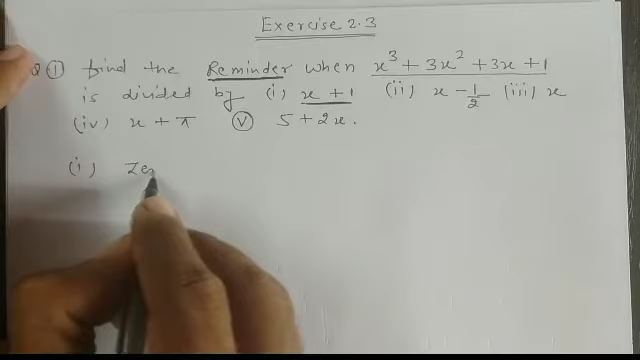 Exercise 2.3
Q ① find the Reminder when x³ + 3x² + 3x + 1
is divided by (i) x + 1 (ii) x - 1/2 (iii) x
(iv) x + π ⓥ 5 + 2x.
(i) Ze